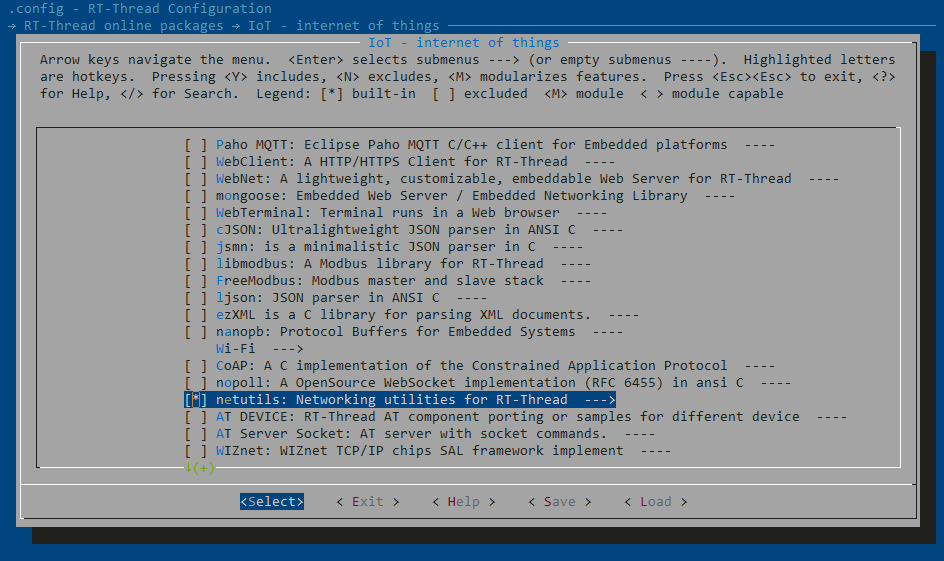 .config - RT-Thread Configuration
→ RT-Thread online packages → IoT - internet of things
IoT - internet of things
Arrow keys navigate the menu.  <Enter> selects submenus ---> (or empty submenus ----).  Highlighted letters
are hotkeys.  Pressing <Y> includes, <N> excludes, <M> modularizes features.  Press <Esc><Esc> to exit, <?>
for Help, </> for Search.  Legend: [*] built-in  [ ] excluded  <M> module  < > module capable
[ ] Paho MQTT: Eclipse Paho MQTT C/C++ client for Embedded platforms  ----
[ ] WebClient: A HTTP/HTTPS Client for RT-Thread  ----
[ ] WebNet: A lightweight, customizable, embeddable Web Server for RT-Thread  ----
[ ] mongoose: Embedded Web Server / Embedded Networking Library  ----
[ ] WebTerminal: Terminal runs in a Web browser  ----
[ ] cJSON: Ultralightweight JSON parser in ANSI C  ----
[ ] jsmn: is a minimalistic JSON parser in C  ----
[ ] libmodbus: A Modbus library for RT-Thread  ----
[ ] FreeModbus: Modbus master and slave stack  ----
[ ] ljson: JSON parser in ANSI C  ----
[ ] ezXML is a C library for parsing XML documents.  ----
[ ] nanopb: Protocol Buffers for Embedded Systems  ----
Wi-Fi  --->
[ ] CoAP: A C implementation of the Constrained Application Protocol  ----
[ ] nopoll: A OpenSource WebSocket implementation (RFC 6455) in ansi C  ----
[*] netutils: Networking utilities for RT-Thread  --->
[ ] AT DEVICE: RT-Thread AT component porting or samples for different device  ----
[ ] AT Server Socket: AT server with socket commands.  ----
[ ] WIZnet: WIZnet TCP/IP chips SAL framework implement  ----
↓(+)
<Select>    < Exit >    < Help >    < Save >    < Load >